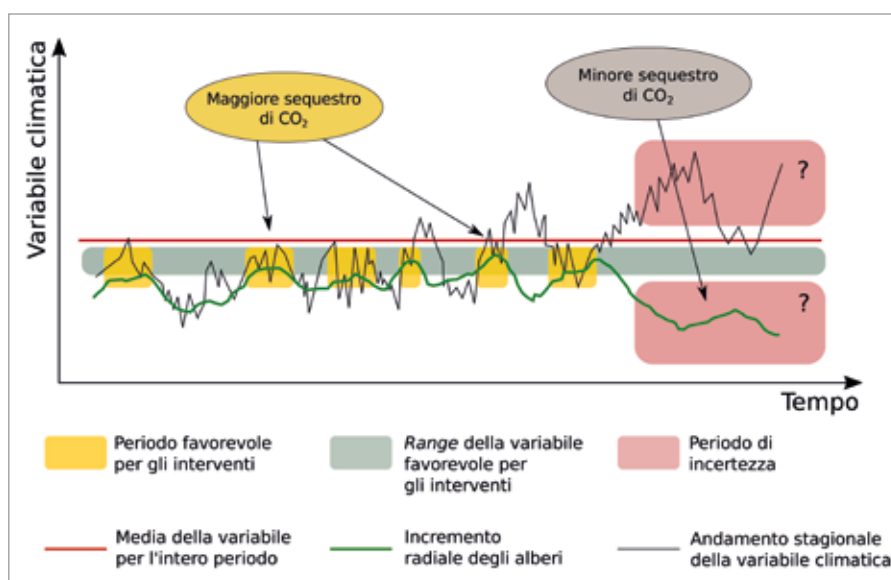 Variabile climatica
Maggiore sequestro
di CO₂
Minore sequestro
di CO₂
?
?
Tempo
Periodo favorevole
per gli interventi
Range della variabile
favorevole per
gli interventi
Periodo di
incertezza
Media della variabile
per l'intero periodo
Incremento
radiale degli alberi
Andamento stagionale
della variabile climatica